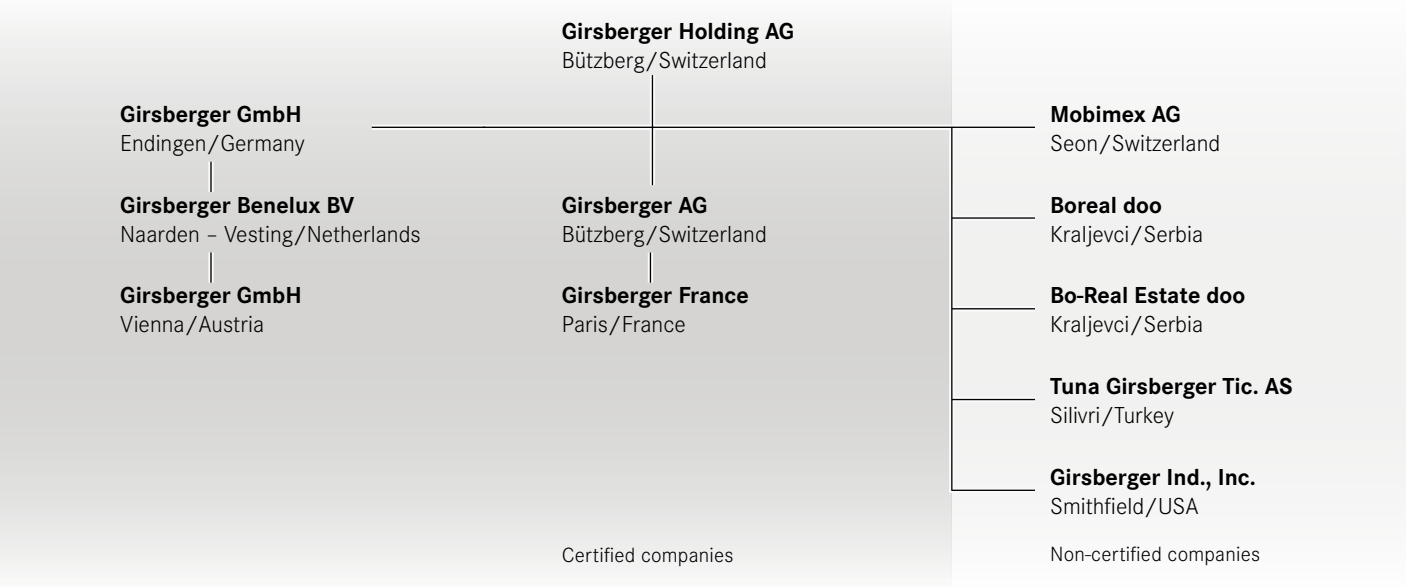 Girsberger Holding AG
Bützberg/Switzerland
Girsberger GmbH
Endingen/Germany
Girsberger Benelux BV
Naarden – Vesting/Netherlands
Girsberger GmbH
Vienna/Austria
Girsberger AG
Bützberg/Switzerland
Girsberger France
Paris/France
Certified companies
Mobimex AG
Seon/Switzerland
Boreal doo
Kraljevci/Serbia
Bo-Real Estate doo
Kraljevci/Serbia
Tuna Girsberger Tic. AS
Silivri/Turkey
Girsberger Ind., Inc.
Smithfield/USA
Non-certified companies